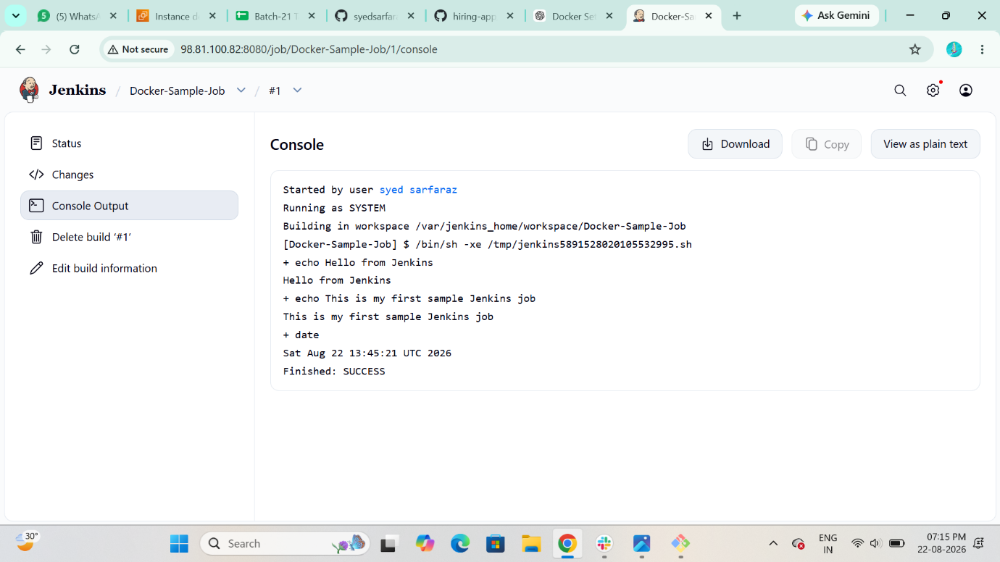 (5) WhatsA
Instance d
Batch-21 T
syedsarfar
hiring-app
Docker Set
Docker-Sa
Ask Gemini
Not secure
98.81.100.82:8080/job/Docker-Sample-Job/1/console
Jenkins / Docker-Sample-Job / #1
Status
Changes
Console Output
Delete build ‘#1’
Edit build information
Console
Download
Copy
View as plain text
Started by user syed sarfaraz
Running as SYSTEM
Building in workspace /var/jenkins_home/workspace/Docker-Sample-Job
[Docker-Sample-Job] $ /bin/sh -xe /tmp/jenkins5891528020105532995.sh
+ echo Hello from Jenkins
Hello from Jenkins
+ echo This is my first sample Jenkins job
This is my first sample Jenkins job
+ date
Sat Aug 22 13:45:21 UTC 2026
Finished: SUCCESS
30°
Search
ENG
IN
07:15 PM
22-08-2026